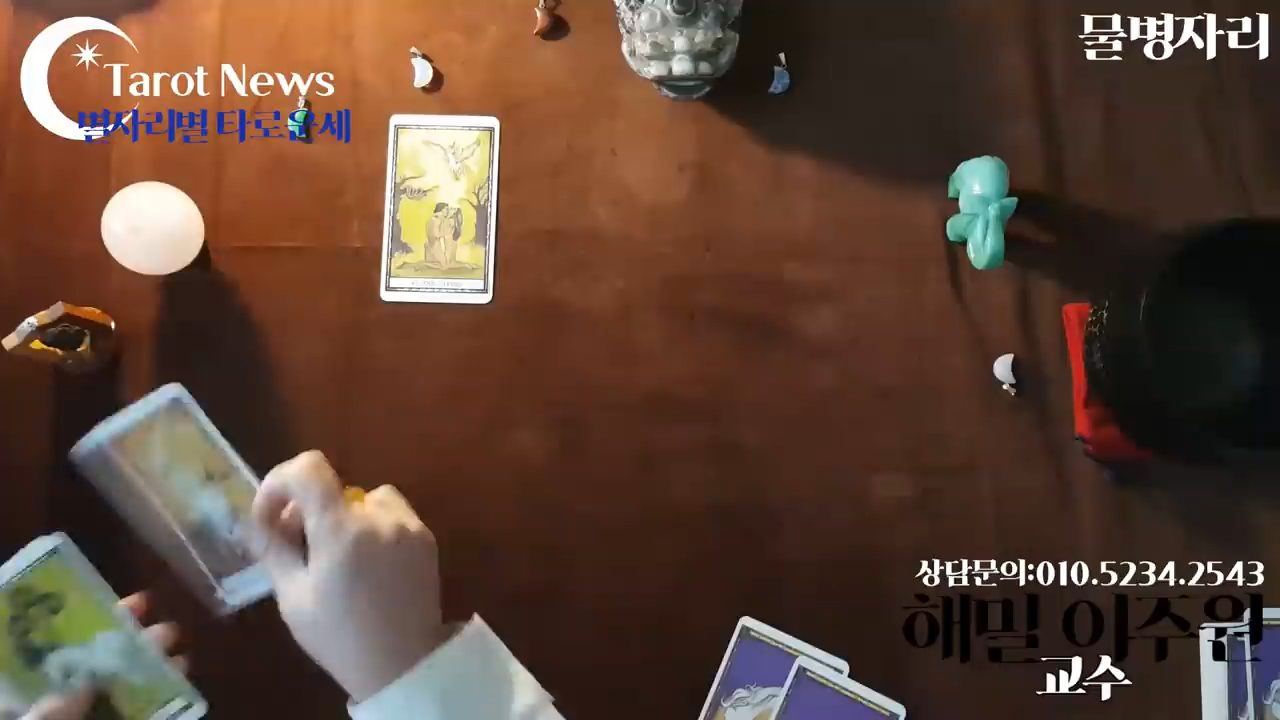 Tarot News
별자리별 타로운세
물병자리
상담문의:010.5234.2543
해밀 이주원
교수